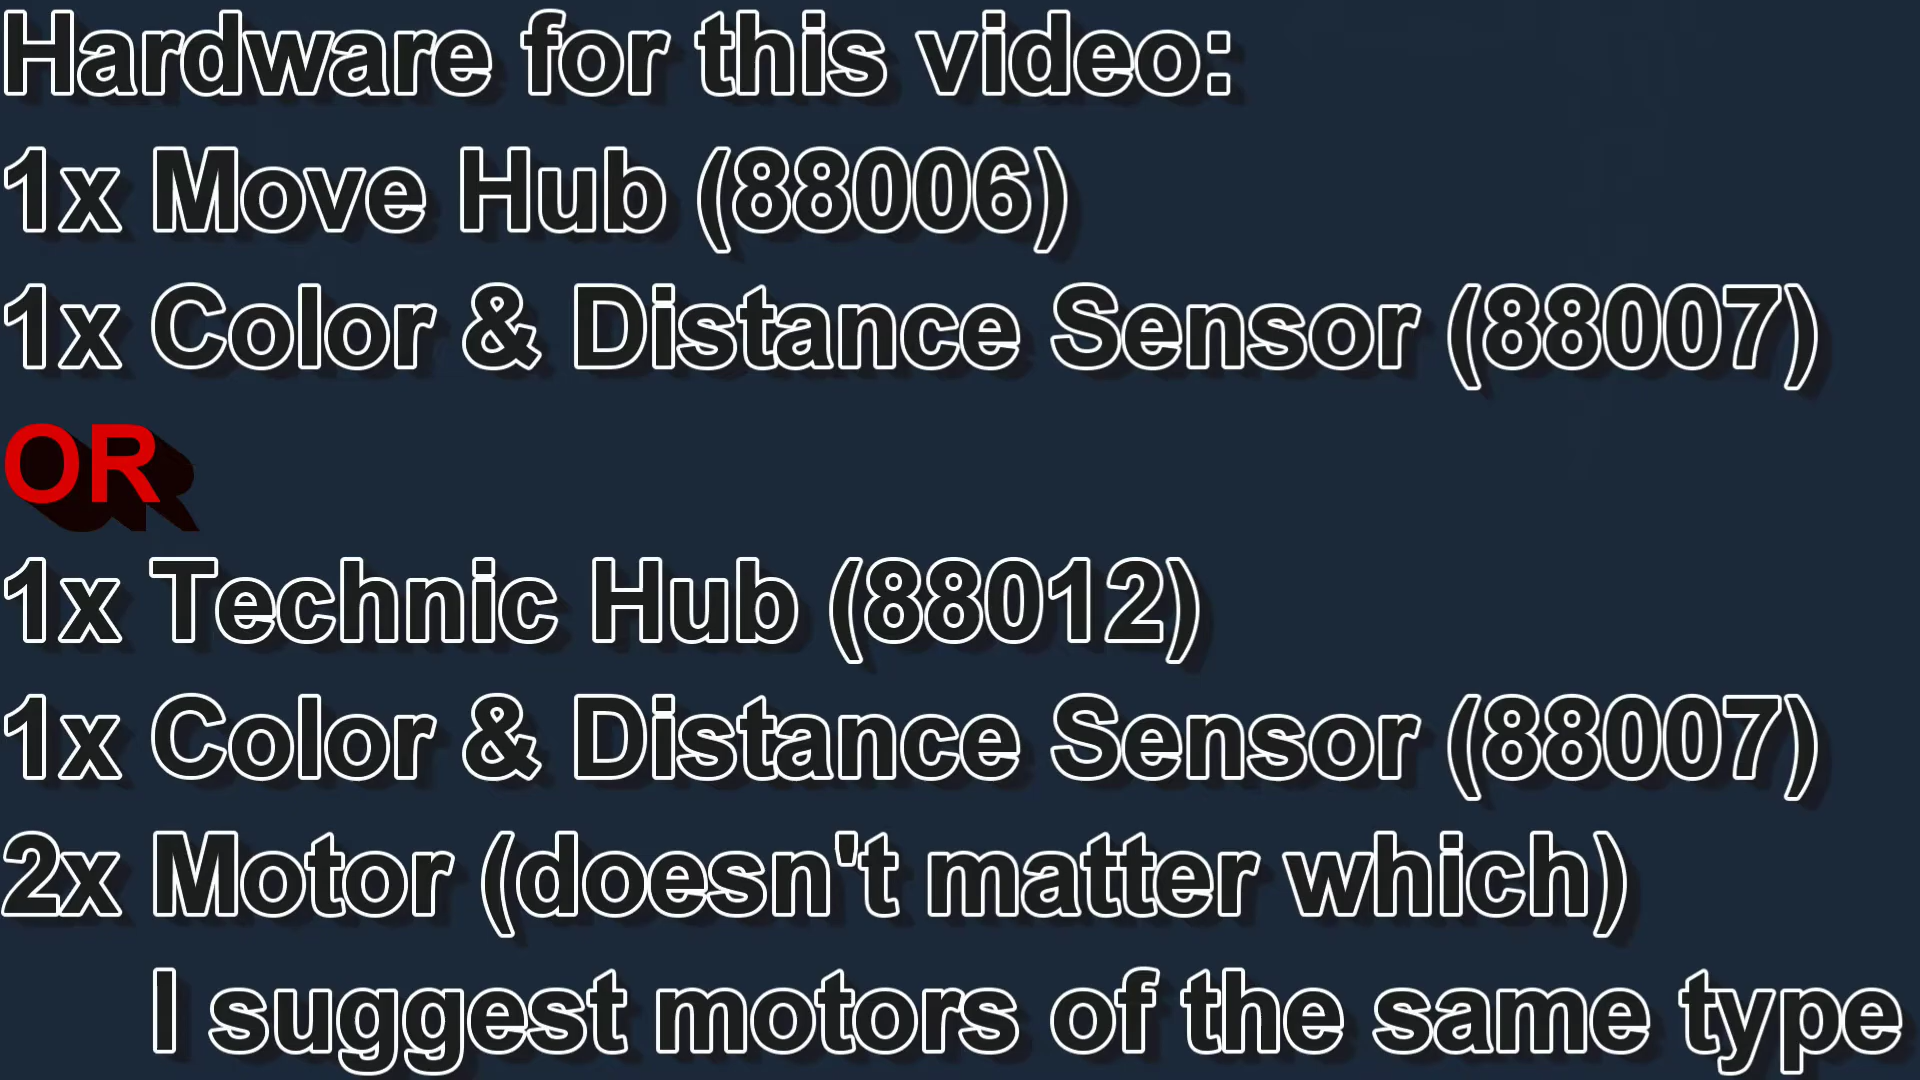 Hardware for this video:
1x Move Hub (88006)
1x Color & Distance Sensor (88007)
OR
1x Technic Hub (88012)
1x Color & Distance Sensor (88007)
2x Motor (doesn't matter which)
I suggest motors of the same type